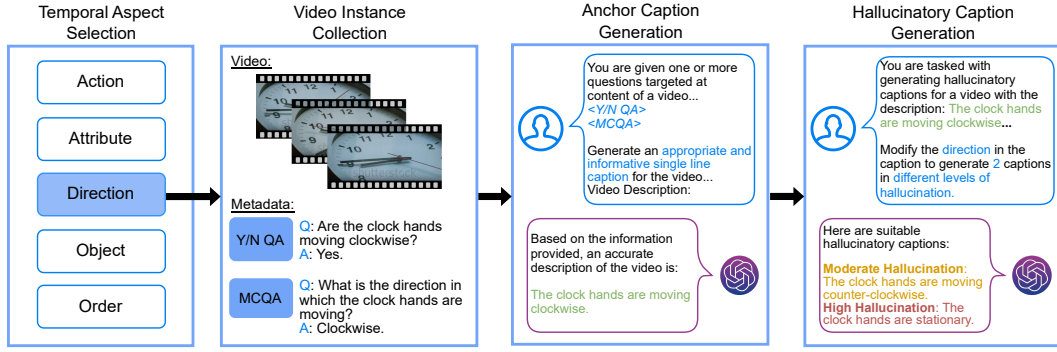 Temporal Aspect
Selection
Action
Attribute
Direction
Object
Order
Video Instance
Collection
Video:
Metadata:
Y/N QA
Q: Are the clock hands
moving clockwise?
A: Yes.
MCQA
Q: What is the direction in
which the clock hands are
moving?
A: Clockwise.
Anchor Caption
Generation
You are given one or more
questions targeted at
content of a video...
<Y/N QA>
<MCQA>
Generate an appropriate and
informative single line
caption for the video...
Video Description:
Based on the information
provided, an accurate
description of the video is:
The clock hands are moving
clockwise.
Hallucinatory Caption
Generation
You are tasked with
generating hallucinatory
captions for a video with the
description: The clock hands
are moving clockwise...
Modify the direction in the
caption to generate 2 captions
in different levels of
hallucination.
Here are suitable
hallucinatory captions:
Moderate Hallucination:
The clock hands are moving
counter-clockwise.
High Hallucination: The
clock hands are stationary.